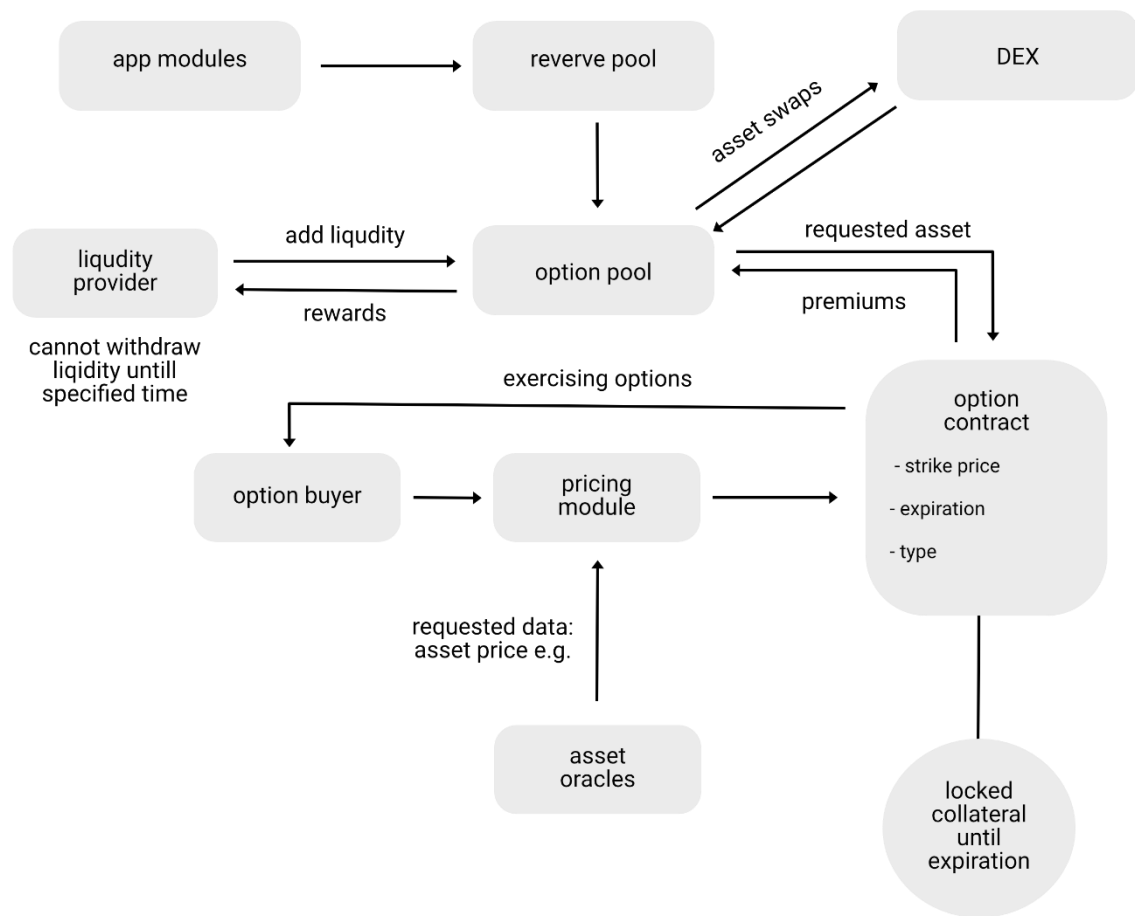 app modules
reverve pool
DEX
asset swaps
liqudity
provider
add liqudity
rewards
option pool
requested asset
premiums
cannot withdraw
liqidity untill
specified time
exercising options
option
contract
- strike price
- expiration
- type
option buyer
pricing
module
requested data:
asset price e.g.
asset
oracles
locked
collateral
until
expiration